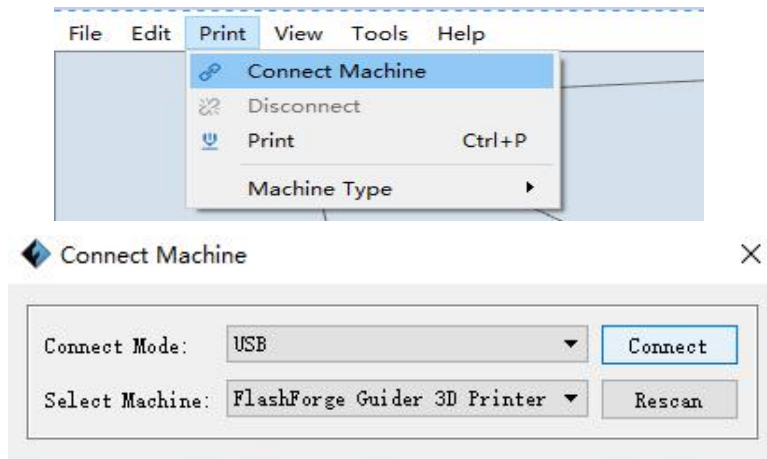 File Edit Print View Tools Help
Connect Machine
Disconnect
Print Ctrl+P
Machine Type
Connect Machine
Connect Mode: USB Connect
Select Machine: FlashForge Guider 3D Printer Rescan